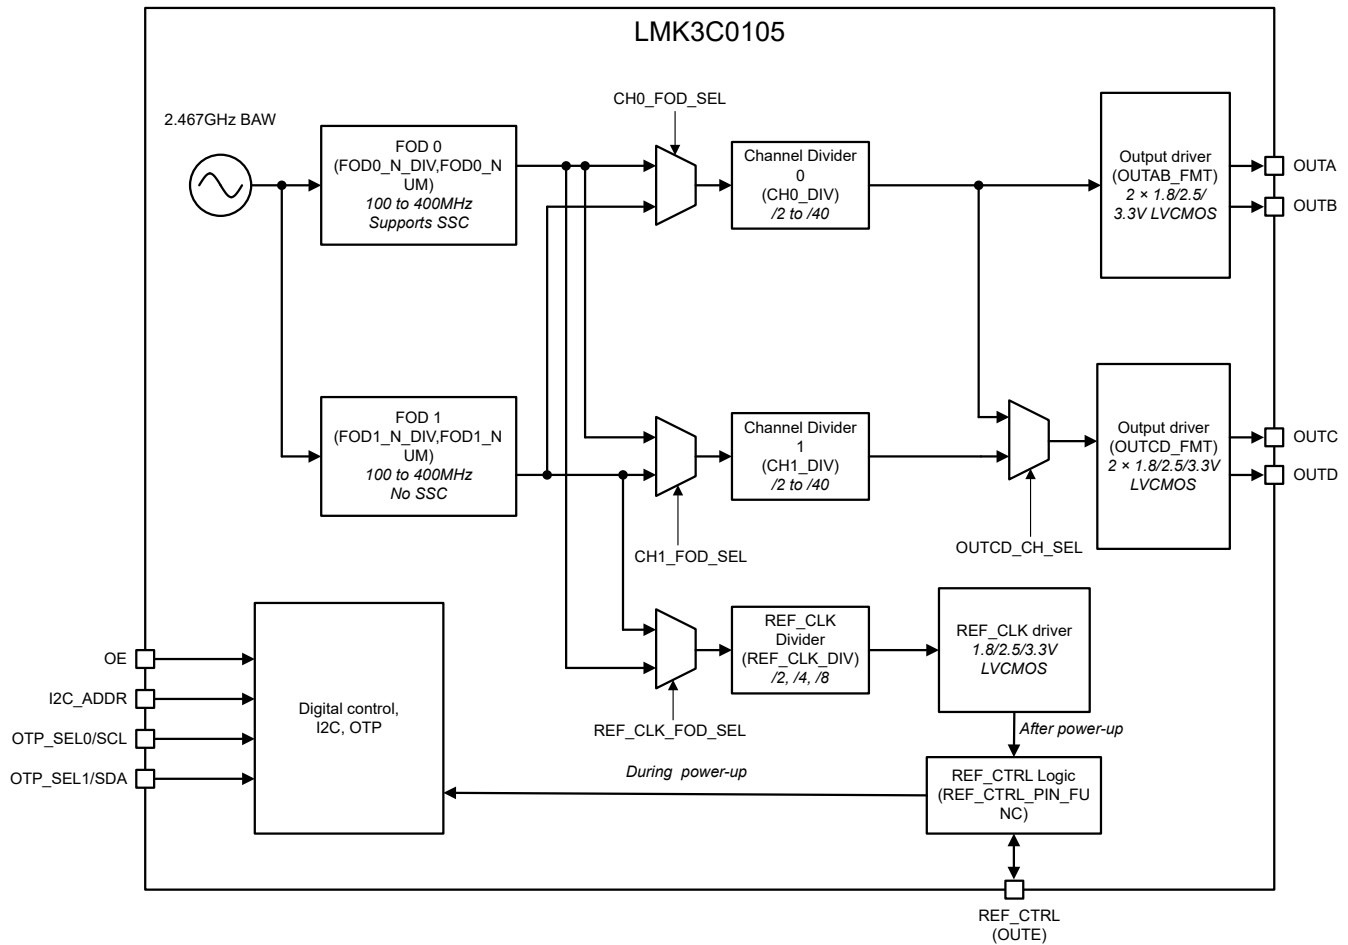 LMK3C0105
2.467GHz BAW
FOD 0
(FOD0_N_DIV,FOD0_N
UM)
100 to 400MHz
Supports SSC
CH0_FOD_SEL
Channel Divider
0
(CH0_DIV)
/2 to /40
Output driver
(OUTAB_FMT)
2 × 1.8/2.5/
3.3V LVCMOS
OUTA
OUTB
FOD 1
(FOD1_N_DIV,FOD1_N
UM)
100 to 400MHz
No SSC
CH1_FOD_SEL
Channel Divider
1
(CH1_DIV)
/2 to /40
OUTCD_CH_SEL
Output driver
(OUTCD_FMT)
2 × 1.8/2.5/3.3V
LVCMOS
OUTC
OUTD
OE
I2C_ADDR
OTP_SEL0/SCL
OTP_SEL1/SDA
Digital control,
I2C, OTP
REF_CLK_FOD_SEL
REF_CLK
Divider
(REF_CLK_DIV)
/2, /4, /8
REF_CLK driver
1.8/2.5/3.3V
LVCMOS
After power-up
During power-up
REF_CTRL Logic
(REF_CTRL_PIN_FU
NC)
REF_CTRL
(OUTE)